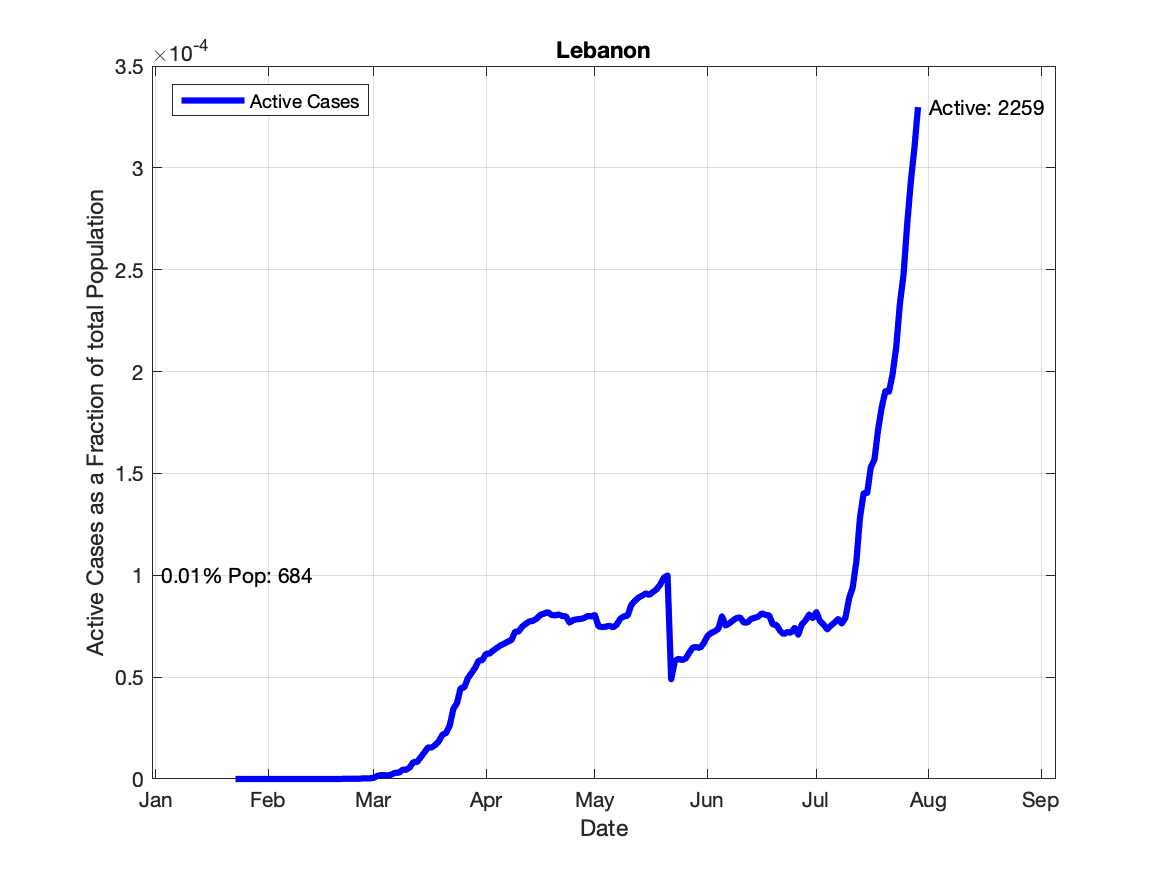 Lebanon
×10-4
3.5
3
2.5
2
1.5
1
0.5
0
Active Cases as a Fraction of total Population
Active Cases
Active: 2259
0.01% Pop: 684
Jan Feb Mar Apr May Jun Jul Aug Sep
Date